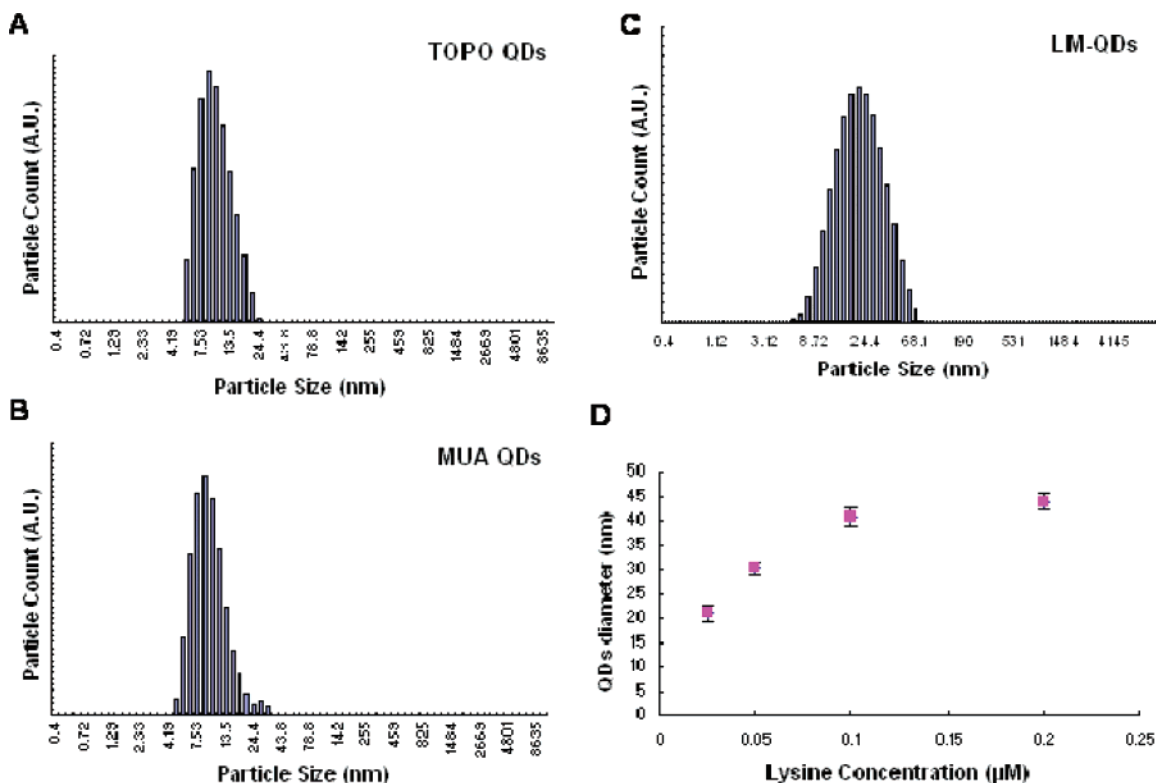 A
TOPO QDs
Particle Count (A.U.)
0.4 0.72 1.29 2.33 4.19 7.53 13.5 24.4 78.8 142 255 459 825 1484 2669 4801 8635
Particle Size (nm)
B
MUA QDs
Particle Count (A.U.)
0.4 0.72 1.29 2.33 4.19 7.53 13.5 24.4 43.8 78.8 142 255 459 825 1484 2669 4801 8635
Particle Size (nm)
C
LM-QDs
Particle Count (A.U.)
0.4 1.12 3.12 8.72 24.4 68.1 190 531 1484 4145
Particle Size (nm)
D
QDs diameter (nm)
50
45
40
35
30
25
20
15
10
5
0
0 0.05 0.1 0.15 0.2 0.25
Lysine Concentration (µM)